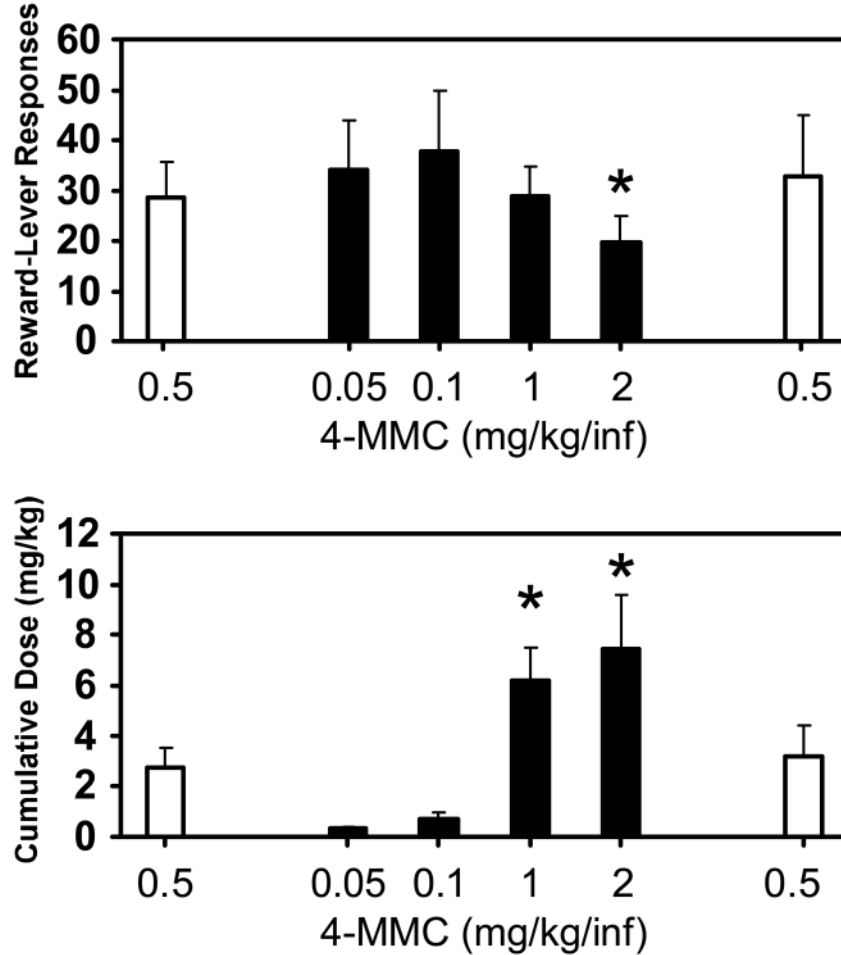 Reward-Lever Responses
60
50
40
30
20
10
0
*
0.5 0.05 0.1 1 2 0.5
4-MMC (mg/kg/inf)
Cumulative Dose (mg/kg)
12
10
8
6
4
2
0
* *
0.5 0.05 0.1 1 2 0.5
4-MMC (mg/kg/inf)